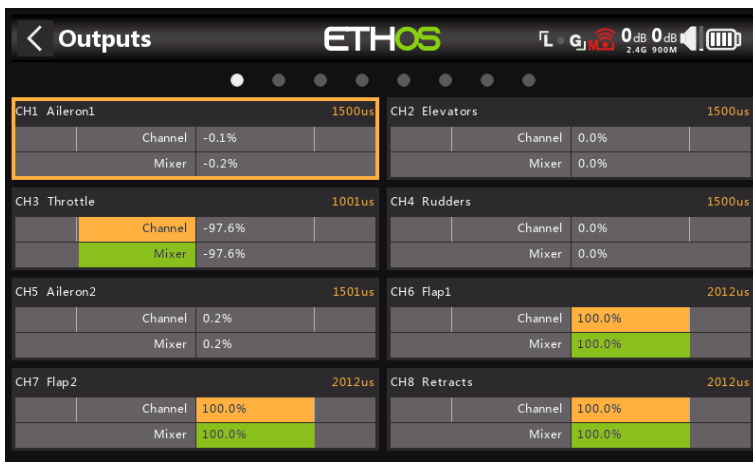 Outputs ETHOS L G M 0 dB 0 dB
2.4G 900M
CH1 Aileron1 1500us
Channel -0.1%
Mixer -0.2%
CH2 Elevators 1500us
Channel 0.0%
Mixer 0.0%
CH3 Throttle 1001us
Channel -97.6%
Mixer -97.6%
CH4 Rudders 1500us
Channel 0.0%
Mixer 0.0%
CH5 Aileron2 1501us
Channel 0.2%
Mixer 0.2%
CH6 Flap1 2012us
Channel 100.0%
Mixer 100.0%
CH7 Flap2 2012us
Channel 100.0%
Mixer 100.0%
CH8 Retracts 2012us
Channel 100.0%
Mixer 100.0%